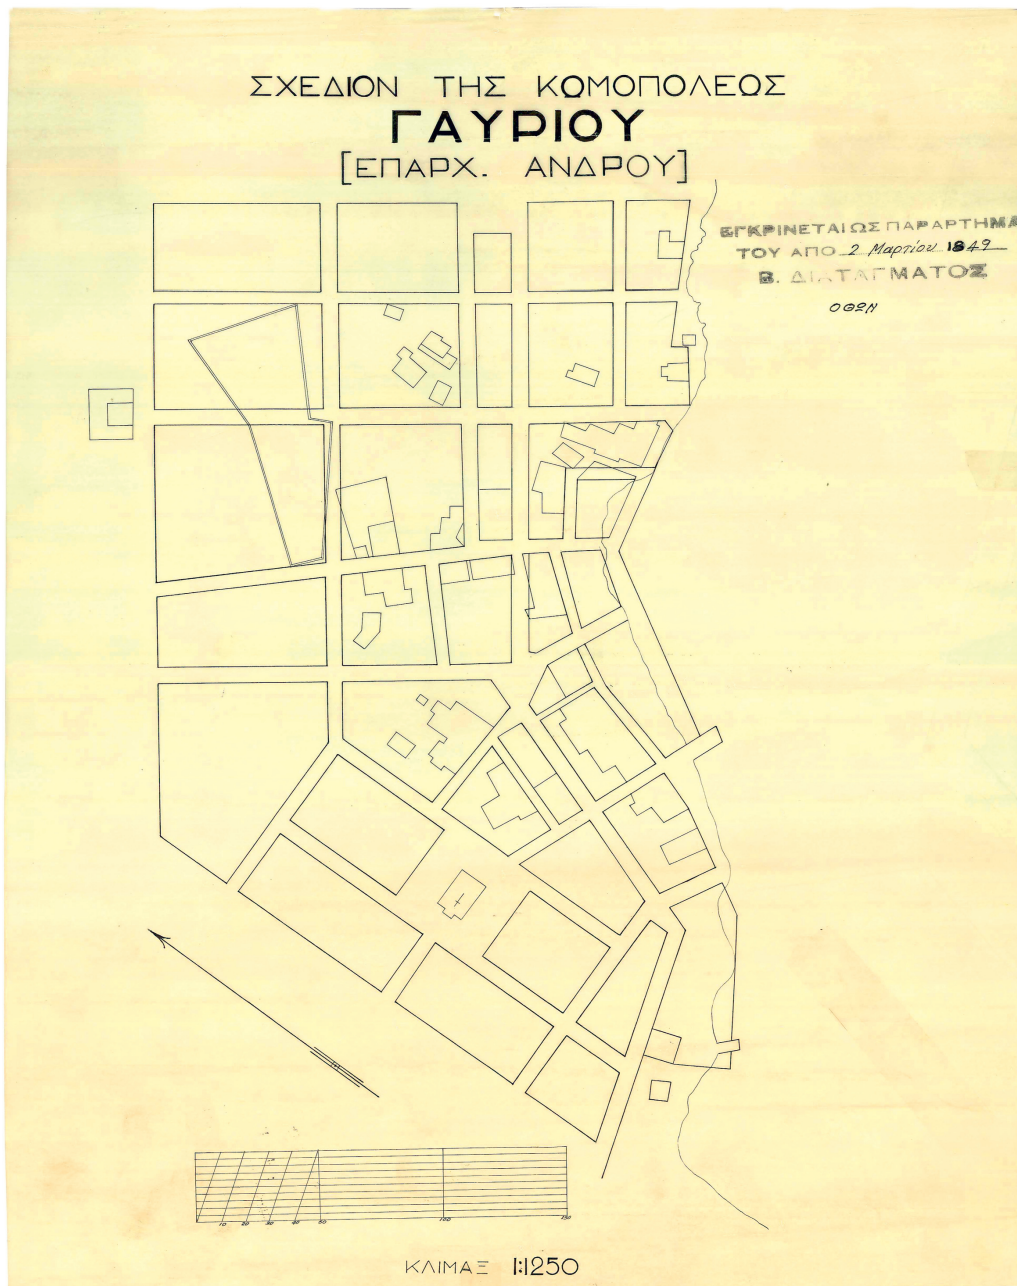 ΣΧΕΔΙΟΝ ΤΗΣ ΚΩΜΟΠΟΛΕΩΣ
ΓΑΥΡΙΟΥ
[ΕΠΑΡΧ. ΑΝΔΡΟΥ]
ΕΓΚΡΙΝΕΤΑΙ ΩΣ ΠΑΡΑΡΤΗΜΑ
ΤΟΥ ΑΠΟ 2 Μαρτίου 1849
Β. ΔΙΑΤΑΓΜΑΤΟΣ
ΟΘΩΝ
10 20 30 40 50 100 150
ΚΛΙΜΑΞ 1:1250